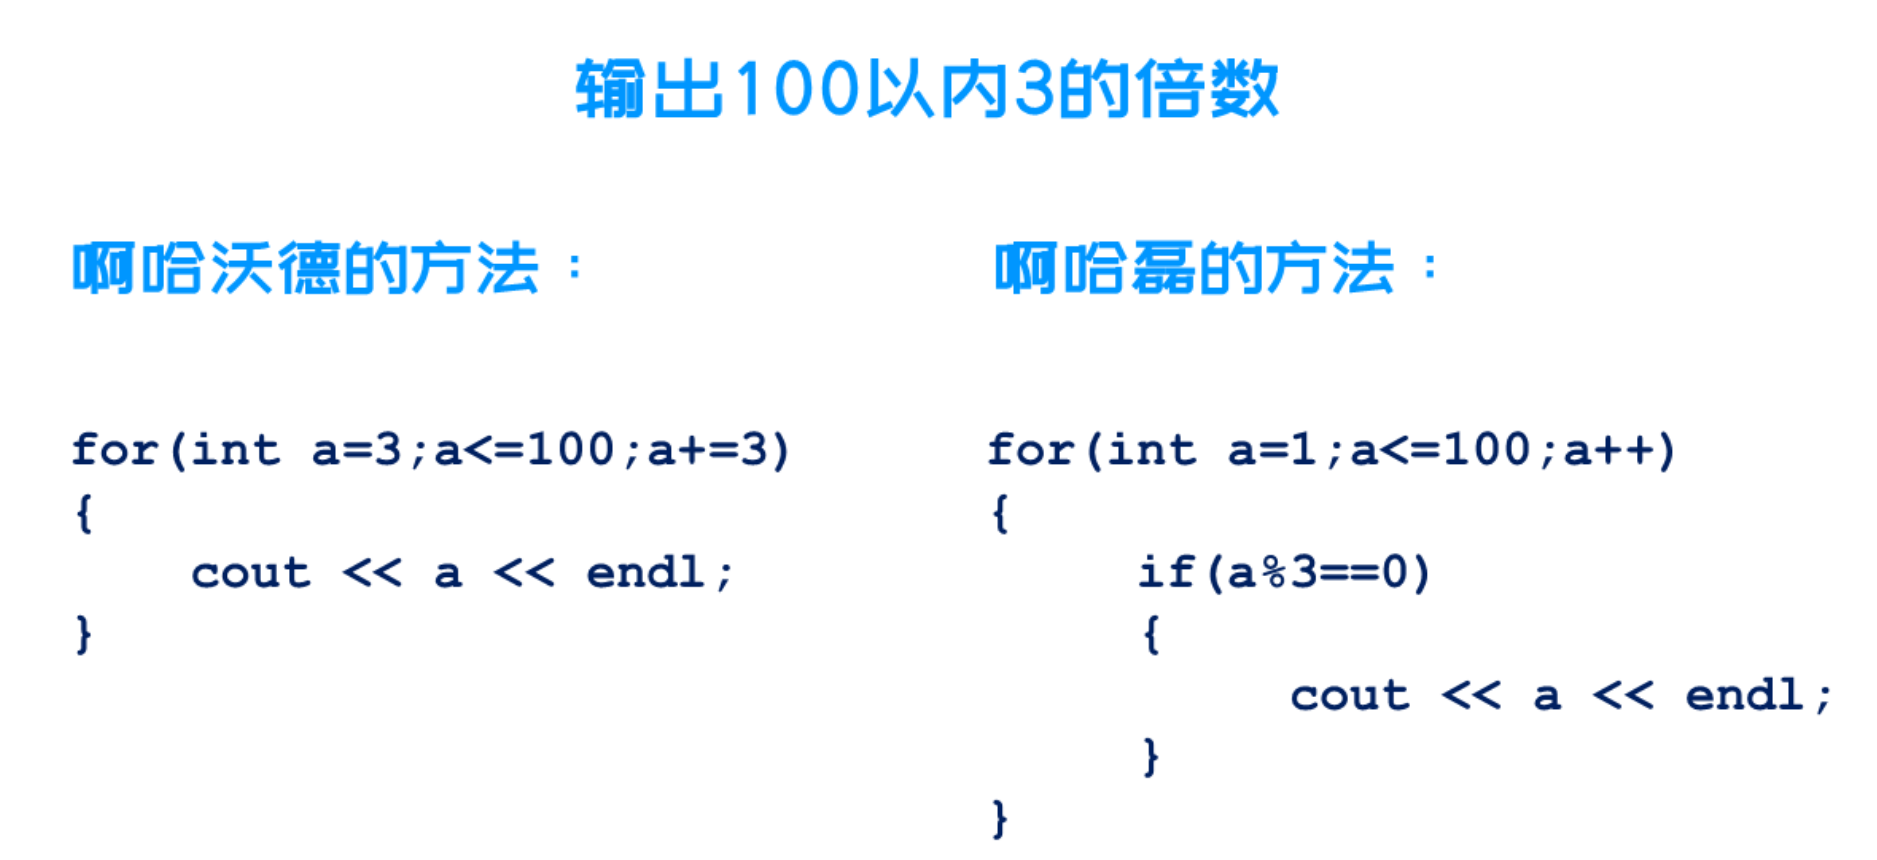 输出100以内3的倍数
啊哈沃德的方法：
for(int a=3;a<=100;a+=3)
{
    cout << a << endl;
}
啊哈磊的方法：
for(int a=1;a<=100;a++)
{
    if(a%3==0)
    {
        cout << a << endl;
    }
}